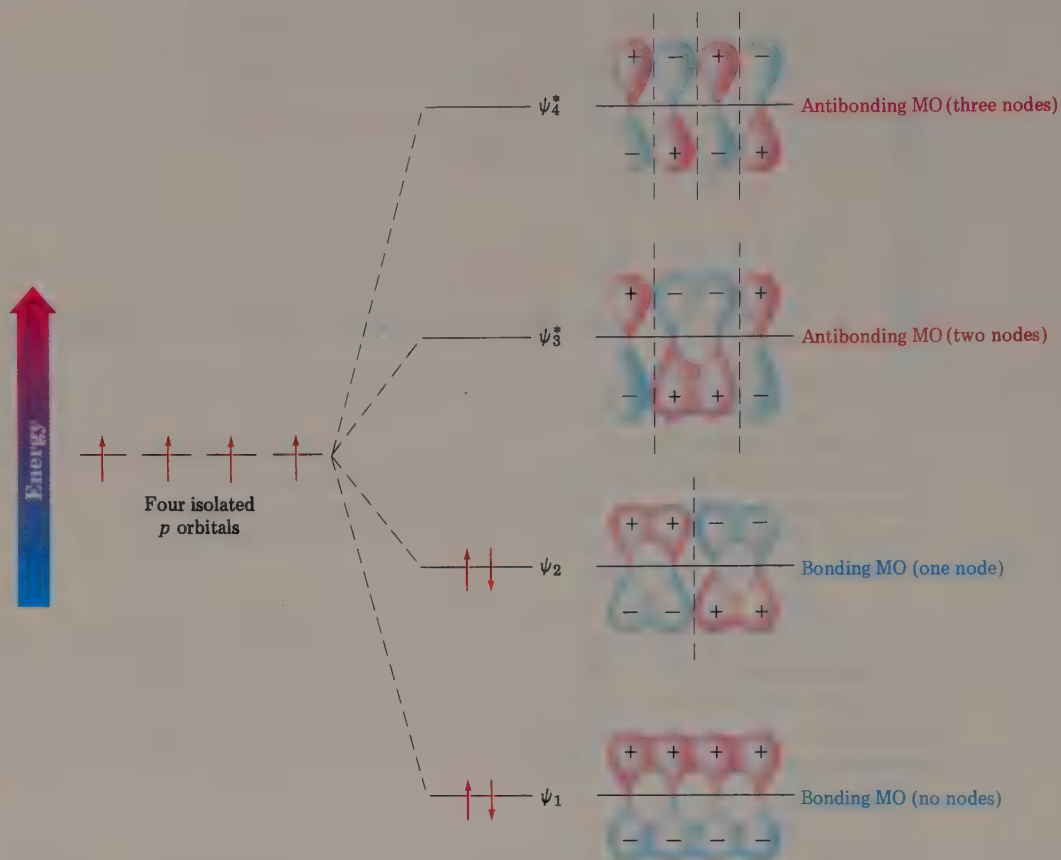 + − + −
ψ₄* Antibonding MO (three nodes)
− + − +
+ − − +
ψ₃* Antibonding MO (two nodes)
− + + −
Energy
Four isolated
p orbitals
+ + − −
ψ₂ Bonding MO (one node)
− − + +
+ + + +
ψ₁ Bonding MO (no nodes)
− − − −